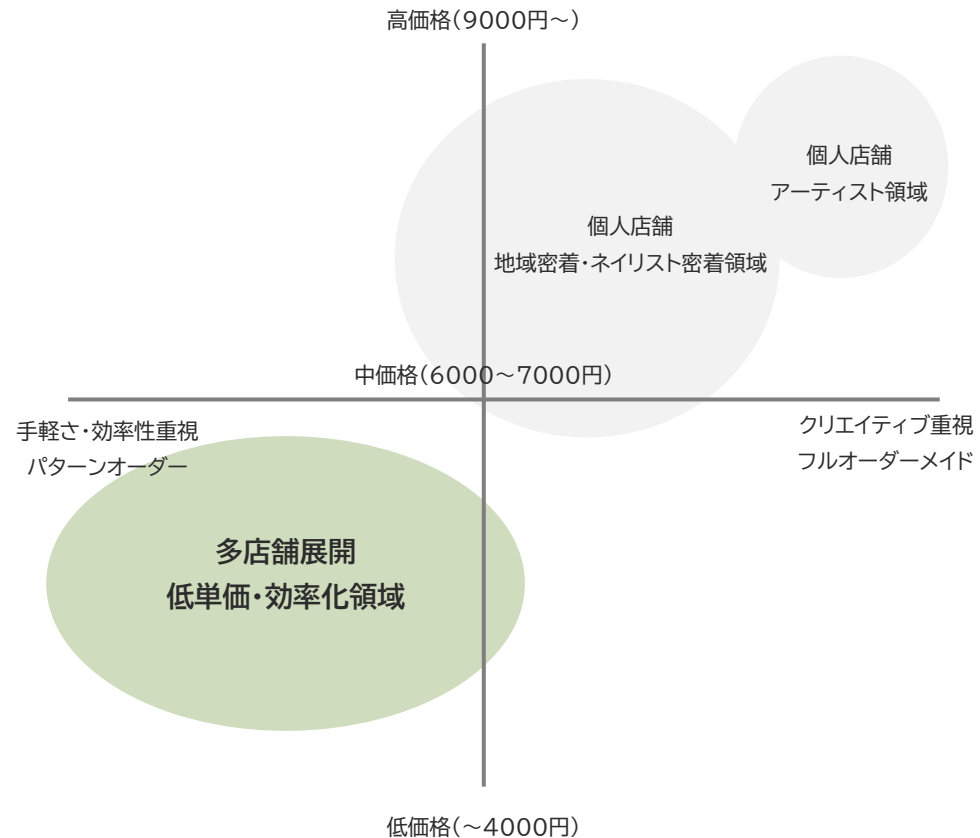 高価格(9000円～)
個人店舗
アーティスト領域
個人店舗
地域密着・ネイリスト密着領域
中価格(6000～7000円)
手軽さ・効率性重視
パターンオーダー
クリエイティブ重視
フルオーダーメイド
多店舗展開
低単価・効率化領域
低価格(～4000円)